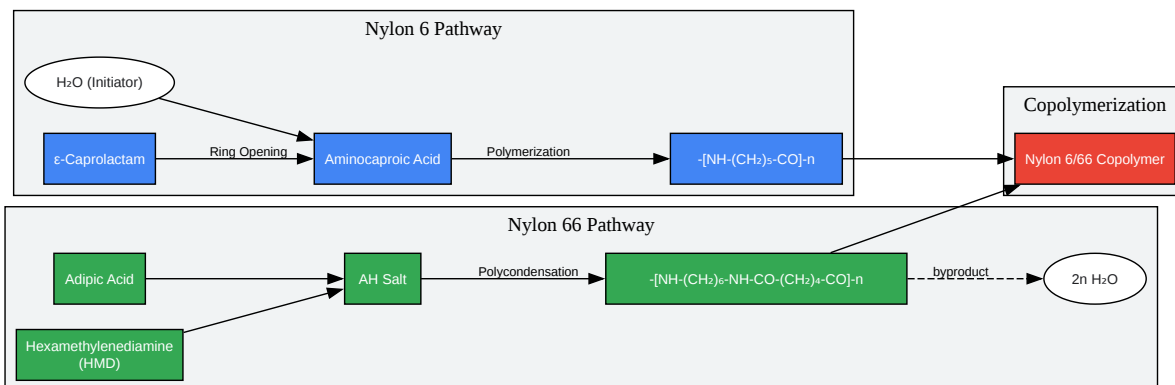 Nylon 6 Pathway
H₂O (Initiator)
ε-Caprolactam
Ring Opening
Aminocaproic Acid
Polymerization
-[NH-(CH₂)₅-CO]-n
Copolymerization
Nylon 6/66 Copolymer
Nylon 66 Pathway
Adipic Acid
Hexamethylenediamine
(HMD)
AH Salt
Polycondensation
-[NH-(CH₂)₆-NH-CO-(CH₂)₄-CO]-n
byproduct
2n H₂O